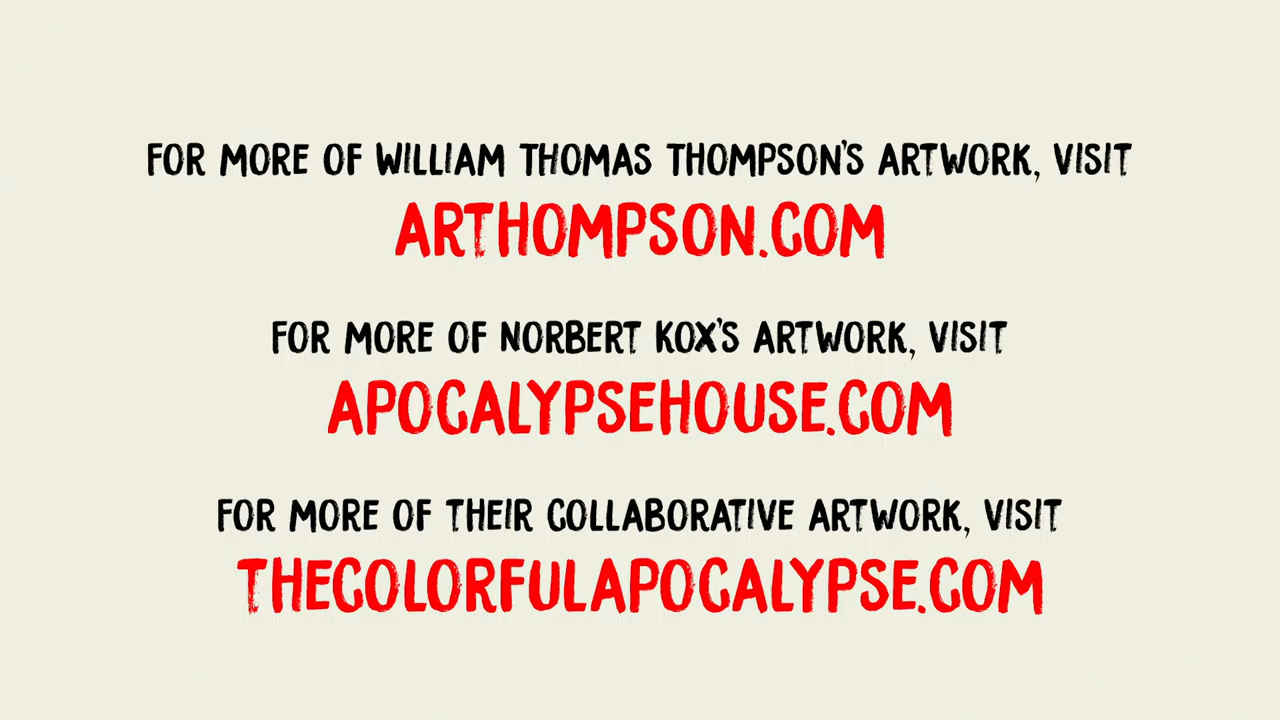 FOR MORE OF WILLIAM THOMAS THOMPSON'S ARTWORK, VISIT
ARTHOMPSON.COM
FOR MORE OF NORBERT KOX'S ARTWORK, VISIT
APOCALYPSEHOUSE.COM
FOR MORE OF THEIR COLLABORATIVE ARTWORK, VISIT
THECOLORFULAPOCALYPSE.COM